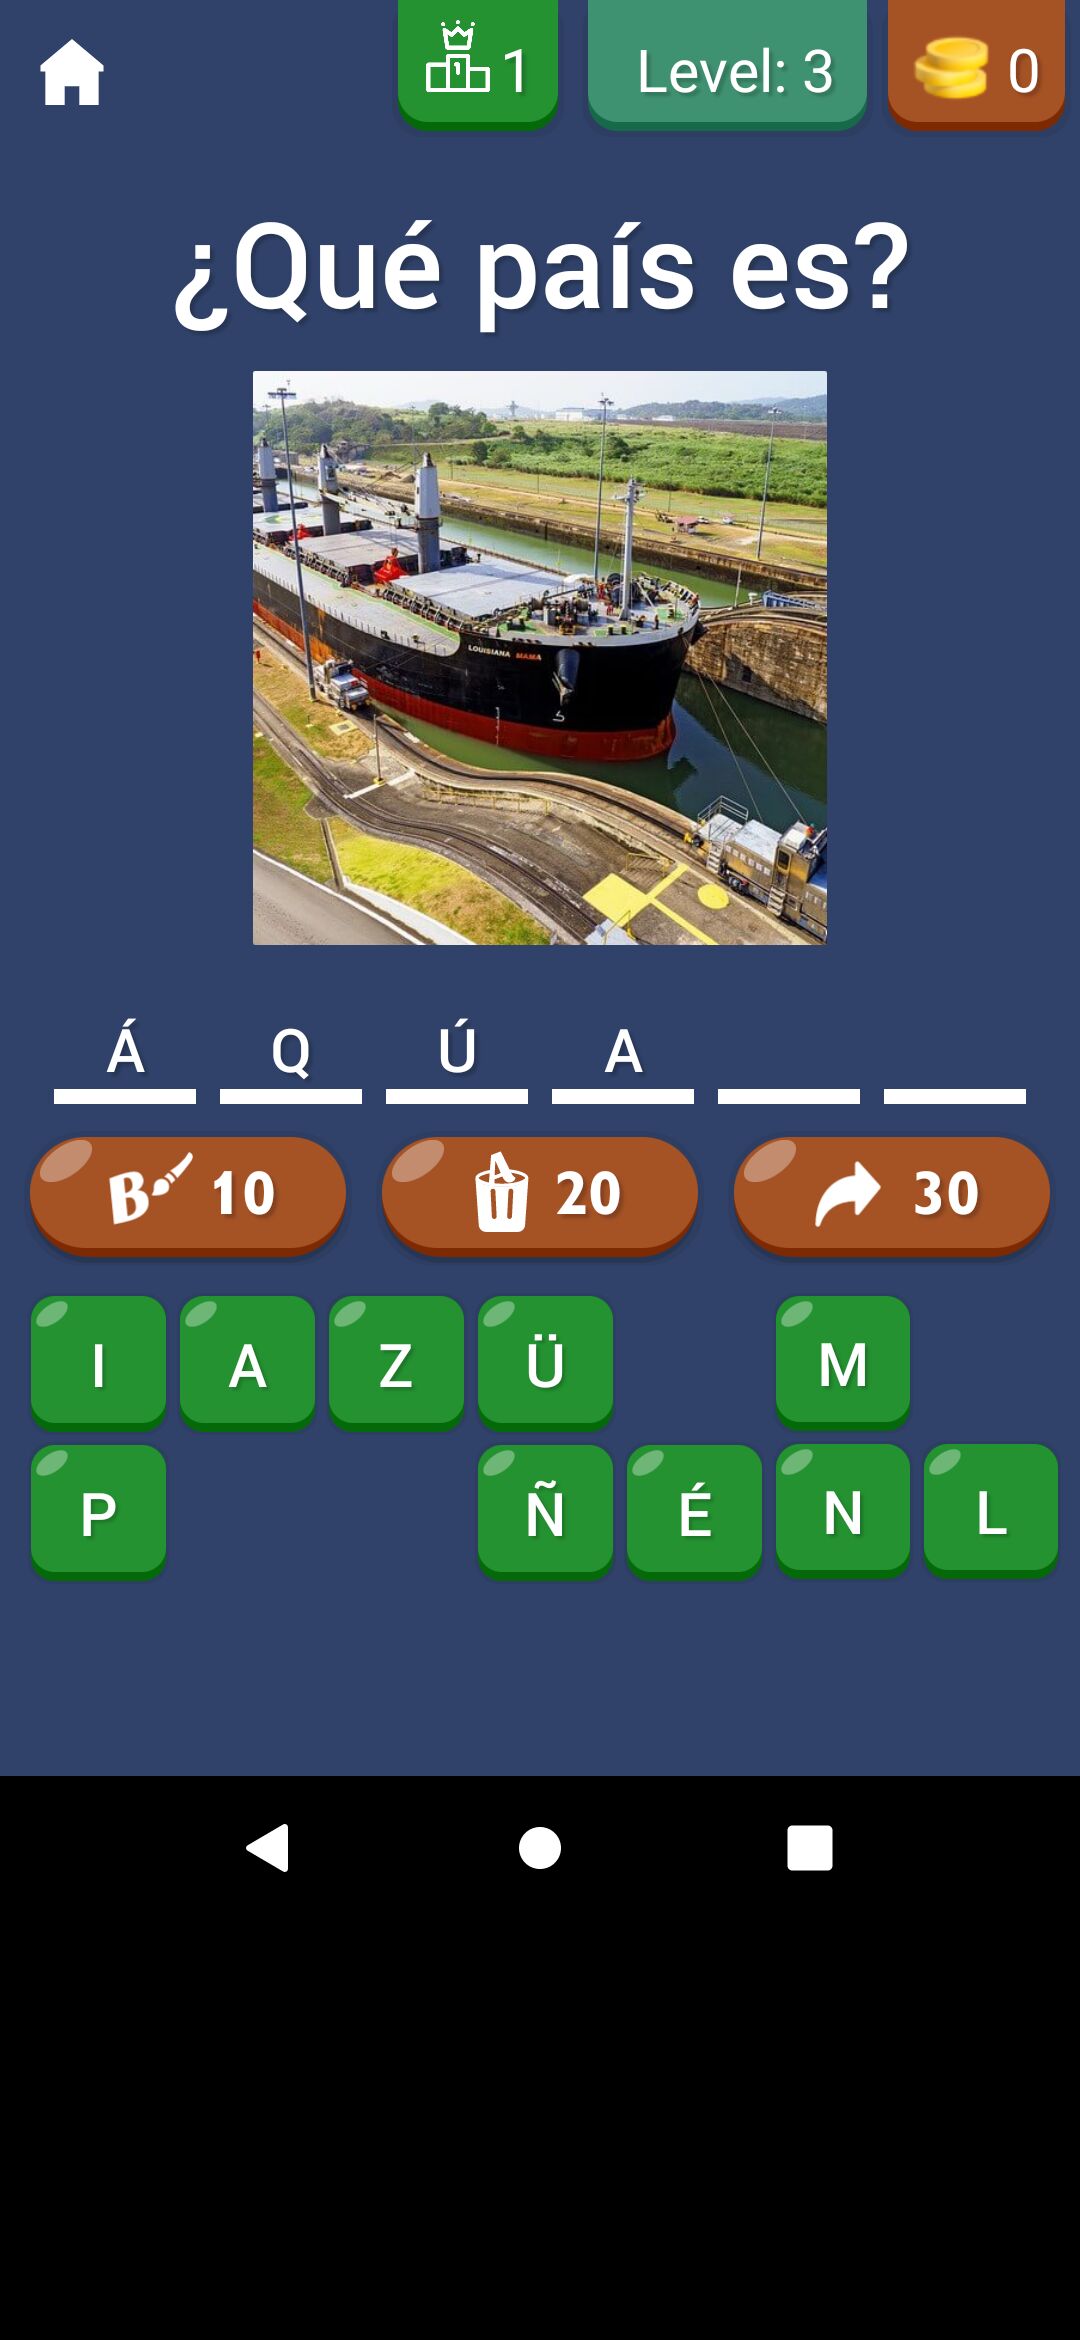 1 Level: 3 0
¿Qué país es?
LOUISIANA MAMA
Á Q Ú A
B 10 20 30
I A Z Ü M
P Ñ É N L